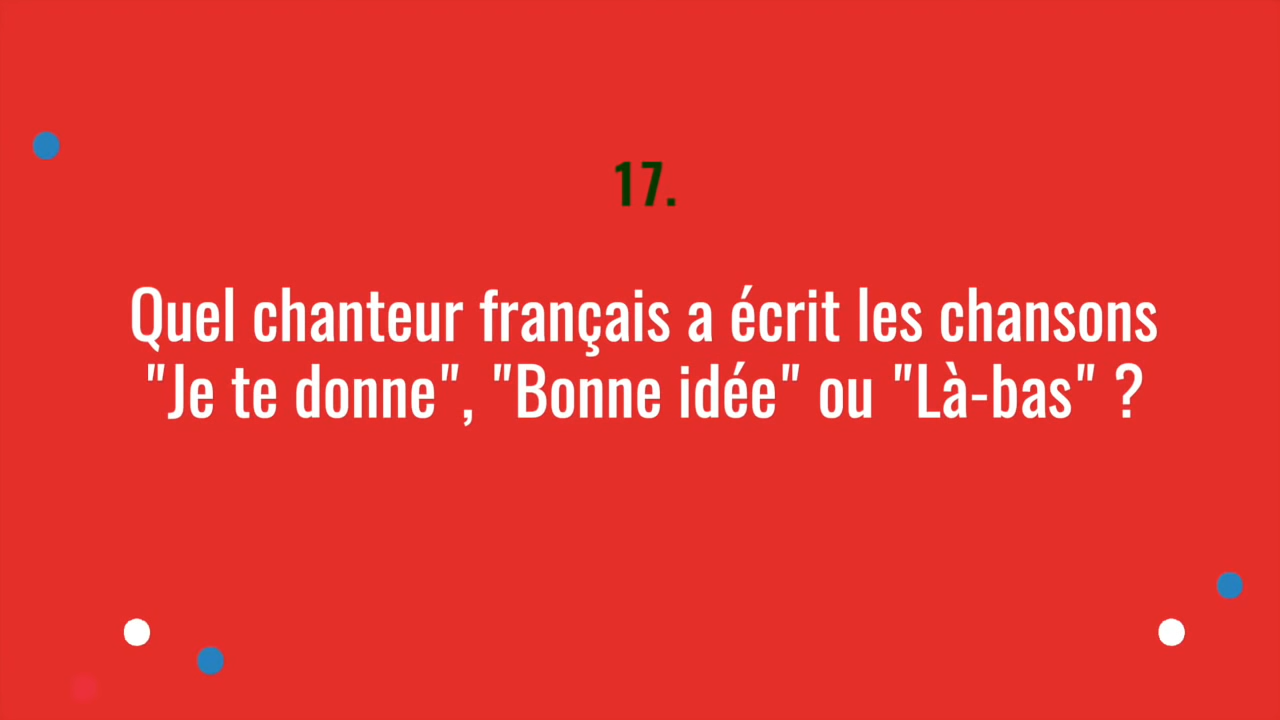 17.
Quel chanteur français a écrit les chansons
"Je te donne", "Bonne idée" ou "Là-bas" ?